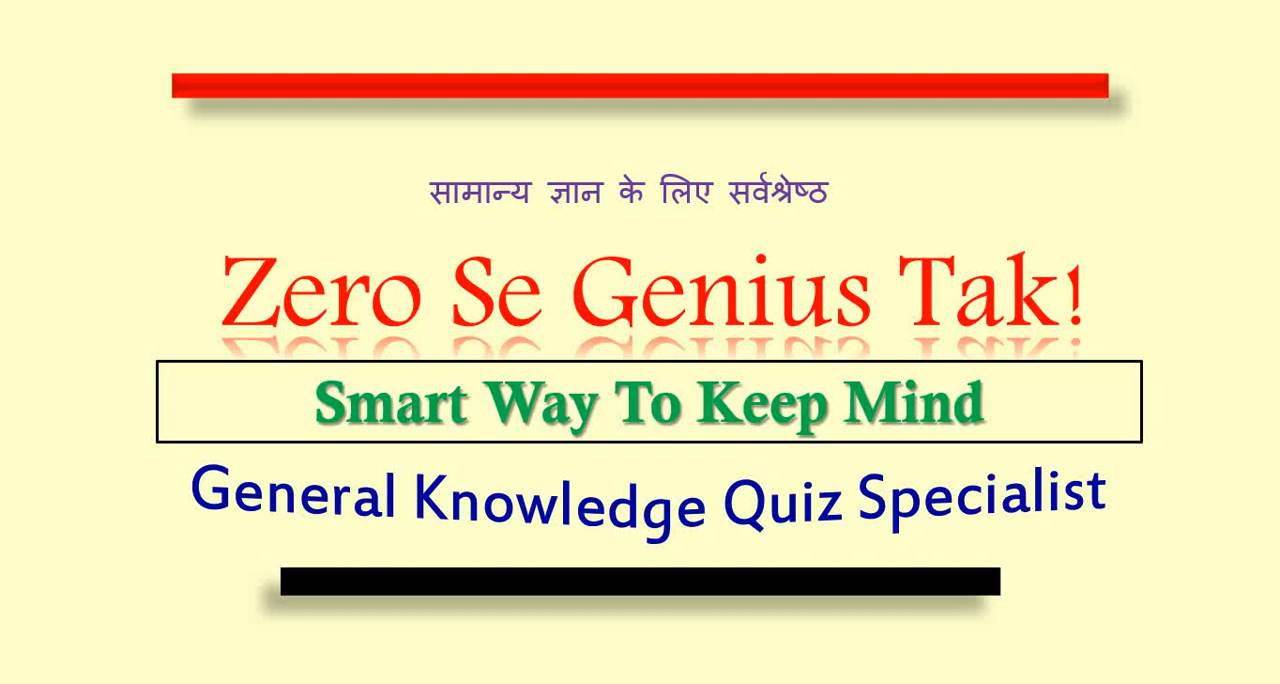 सामान्य ज्ञान के लिए सर्वश्रेष्ठ
Zero Se Genius Tak!
Smart Way To Keep Mind
General Knowledge Quiz Specialist